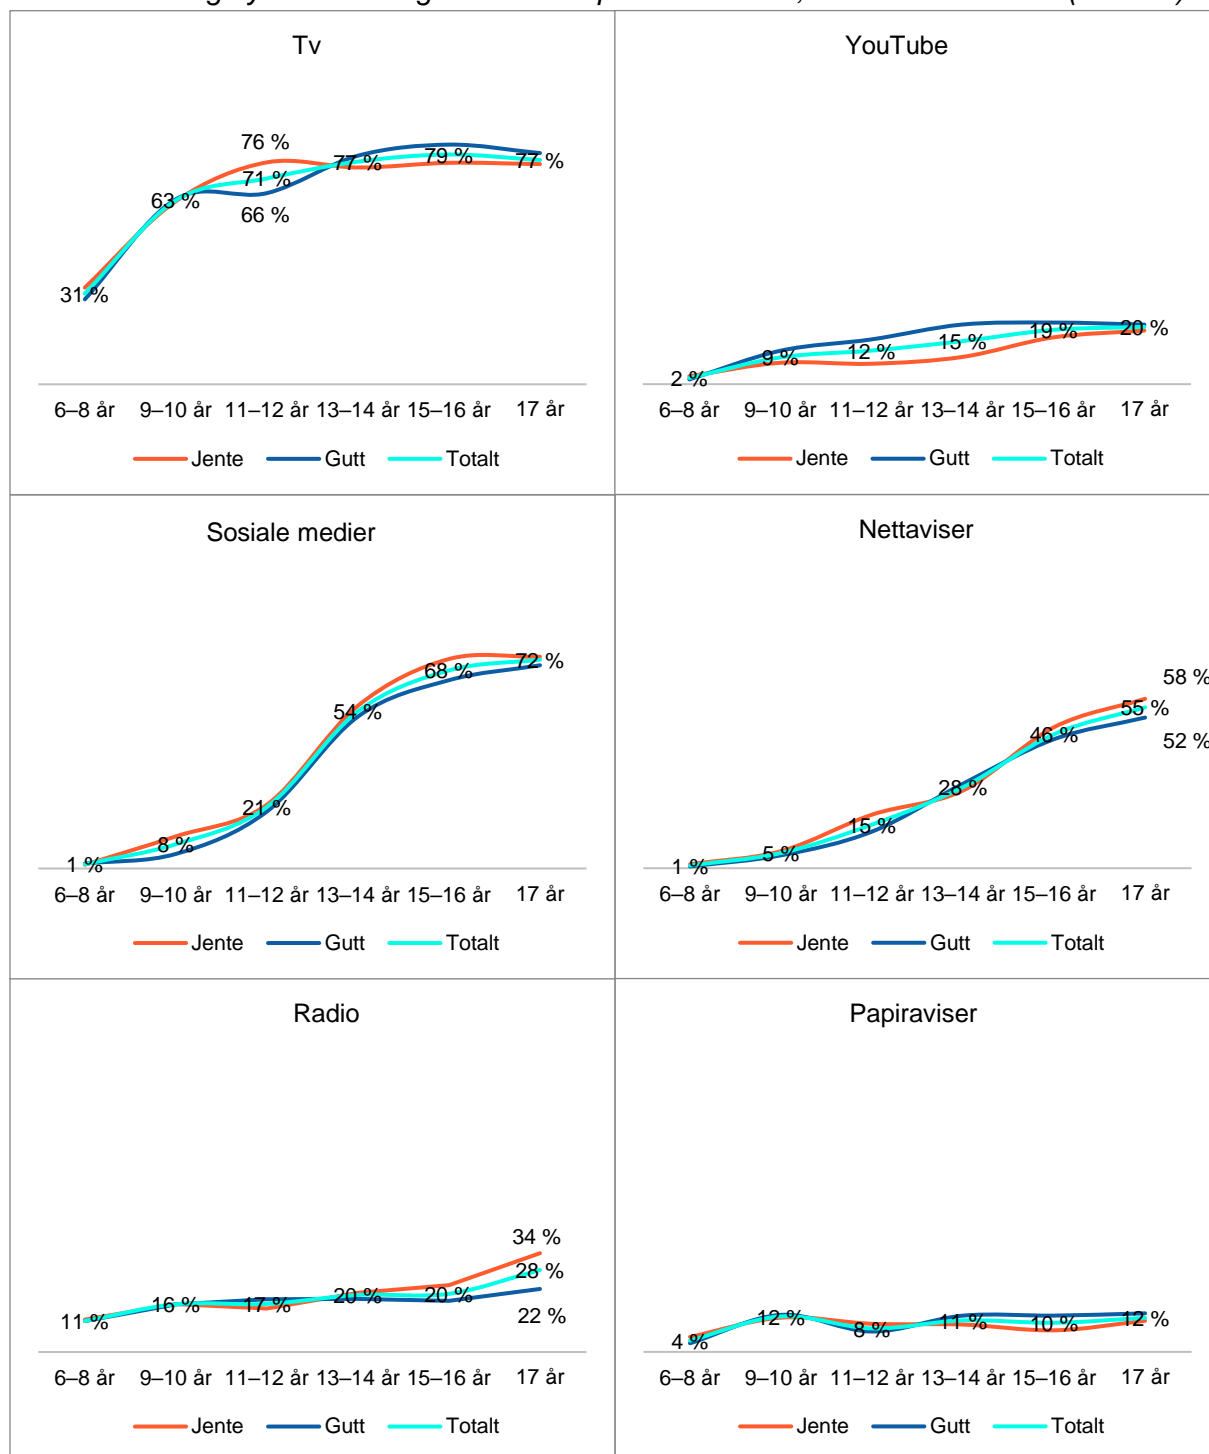 Tv
76 %
71 %
66 %
63 %
31 %
77 %
79 %
77 %
6–8 år 9–10 år 11–12 år 13–14 år 15–16 år 17 år
Jente Gutt Totalt
YouTube
2 %
9 %
12 %
15 %
19 %
20 %
6–8 år 9–10 år 11–12 år 13–14 år 15–16 år 17 år
Jente Gutt Totalt
Sosiale medier
1 %
8 %
21 %
54 %
68 %
72 %
6–8 år 9–10 år 11–12 år 13–14 år 15–16 år 17 år
Jente Gutt Totalt
Nettaviser
58 %
55 %
52 %
46 %
28 %
15 %
5 %
1 %
6–8 år 9–10 år 11–12 år 13–14 år 15–16 år 17 år
Jente Gutt Totalt
Radio
34 %
28 %
22 %
11 %
16 %
17 %
20 %
20 %
6–8 år 9–10 år 11–12 år 13–14 år 15–16 år 17 år
Jente Gutt Totalt
Papiraviser
4 %
12 %
8 %
11 %
10 %
12 %
6–8 år 9–10 år 11–12 år 13–14 år 15–16 år 17 år
Jente Gutt Totalt